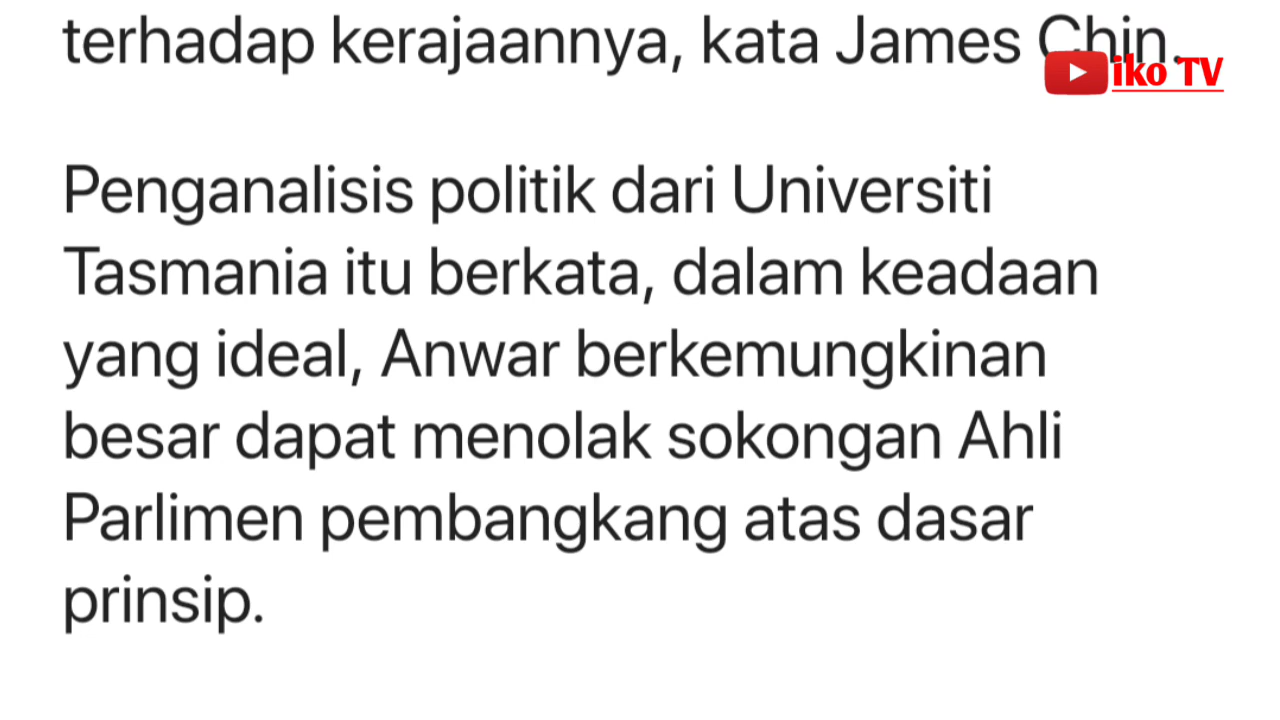 terhadap kerajaannya, kata James Chin.
iko TV
Penganalisis politik dari Universiti
Tasmania itu berkata, dalam keadaan
yang ideal, Anwar berkemungkinan
besar dapat menolak sokongan Ahli
Parlimen pembangkang atas dasar
prinsip.